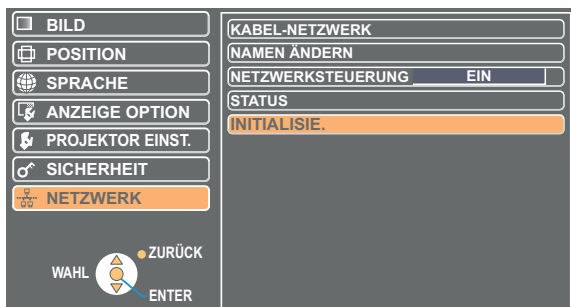 BILD
POSITION
SPRACHE
ANZEIGE OPTION
PROJEKTOR EINST.
SICHERHEIT
NETZWERK
ZURÜCK
WAHL
ENTER
KABEL-NETZWERK
NAMEN ÄNDERN
NETZWERKSTEUERUNG EIN
STATUS
INITIALISIE.